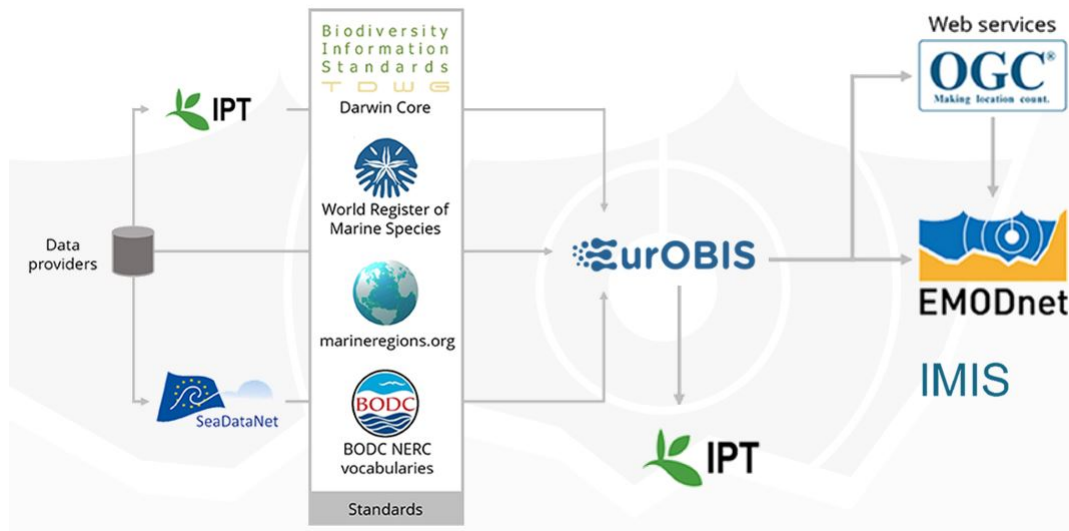 Data
providers
IPT
SeaDataNet
Biodiversity
Information
Standards
TDWG
Darwin Core
World Register of
Marine Species
marineregions.org
BODC
BODC NERC
vocabularies
Standards
EurOBIS
IPT
Web services
OGC®
Making location count.
EMODnet
IMIS